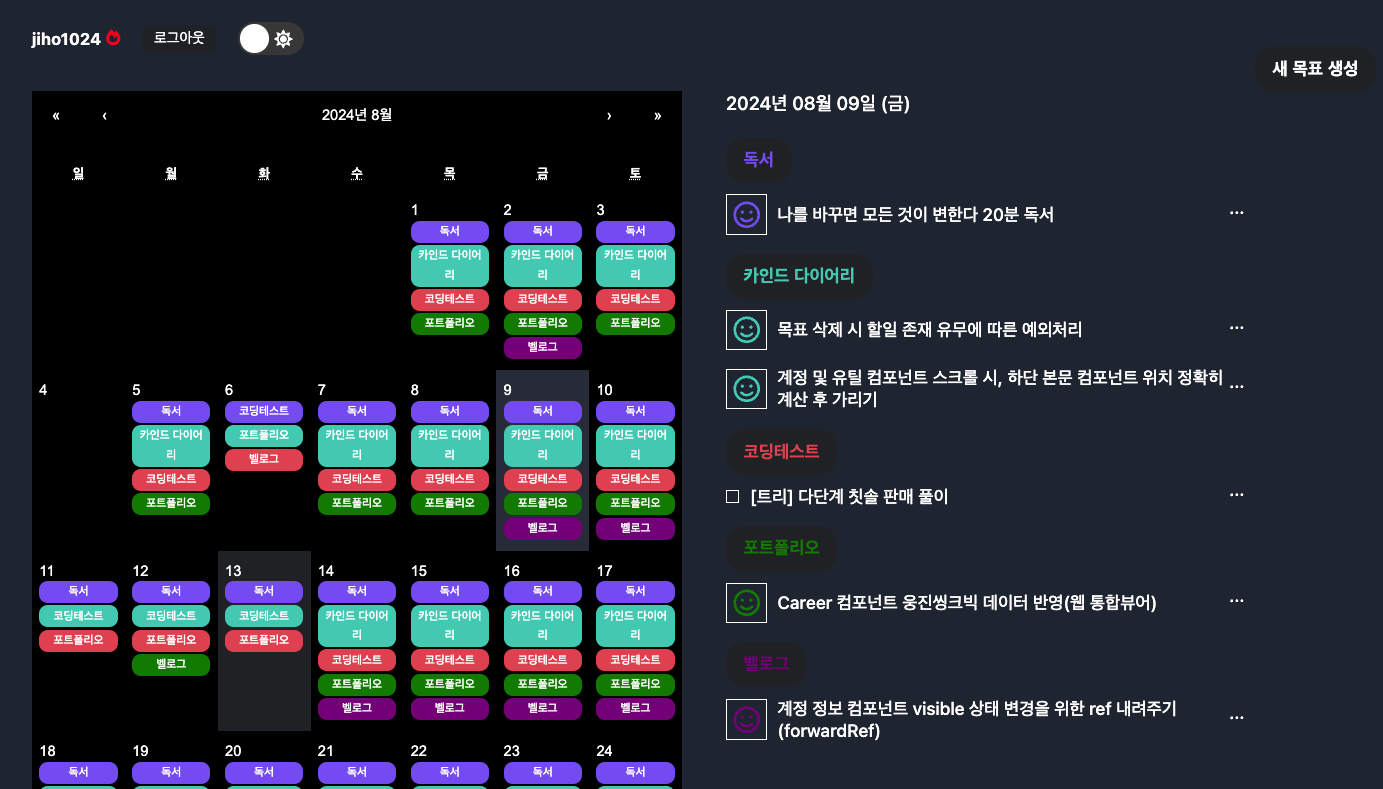 jiho1024
로그아웃
새 목표 생성
« ‹ 2024년 8월 › »
일 월 화 수 목 금 토
1
독서
카인드 다이어
리
코딩테스트
포트폴리오
2
독서
카인드 다이어
리
코딩테스트
포트폴리오
벨로그
3
독서
카인드 다이어
리
코딩테스트
포트폴리오
4
5
독서
카인드 다이어
리
코딩테스트
포트폴리오
6
코딩테스트
포트폴리오
벨로그
7
독서
카인드 다이어
리
코딩테스트
포트폴리오
8
독서
카인드 다이어
리
코딩테스트
포트폴리오
9
독서
카인드 다이어
리
코딩테스트
포트폴리오
벨로그
10
독서
카인드 다이어
리
코딩테스트
포트폴리오
벨로그
11
독서
코딩테스트
포트폴리오
12
독서
코딩테스트
포트폴리오
벨로그
13
독서
코딩테스트
포트폴리오
14
독서
카인드 다이어
리
코딩테스트
포트폴리오
벨로그
15
독서
카인드 다이어
리
코딩테스트
포트폴리오
벨로그
16
독서
카인드 다이어
리
코딩테스트
포트폴리오
벨로그
17
독서
카인드 다이어
리
코딩테스트
포트폴리오
벨로그
18
독서
19
독서
20
독서
21
독서
22
독서
23
독서
24
독서
2024년 08월 09일 (금)
독서
나를 바꾸면 모든 것이 변한다 20분 독서 ...
카인드 다이어리
목표 삭제 시 할일 존재 유무에 따른 예외처리 ...
계정 및 유틸 컴포넌트 스크롤 시, 하단 본문 컴포넌트 위치 정확히 ...
계산 후 가리기
코딩테스트
[트리] 다단계 칫솔 판매 풀이 ...
포트폴리오
Career 컴포넌트 웅진씽크빅 데이터 반영(웹 통합뷰어) ...
벨로그
계정 정보 컴포넌트 visible 상태 변경을 위한 ref 내려주기 ...
(forwardRef)